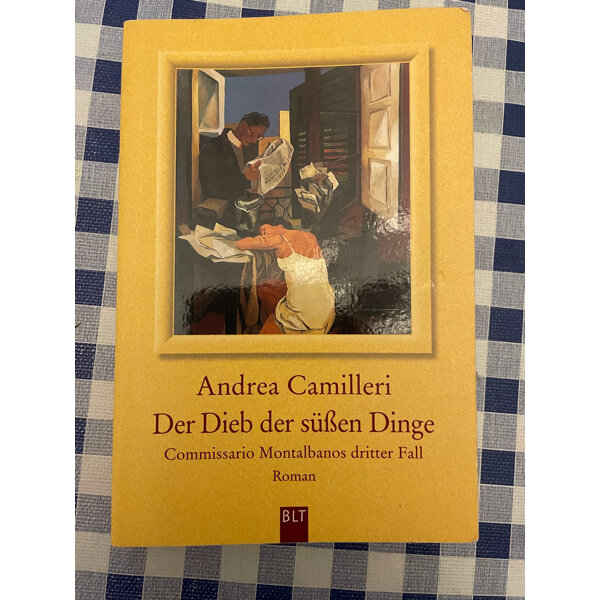 Andrea Camilleri
Der Dieb der süßen Dinge
Commissario Montalbanos dritter Fall
Roman
BLT